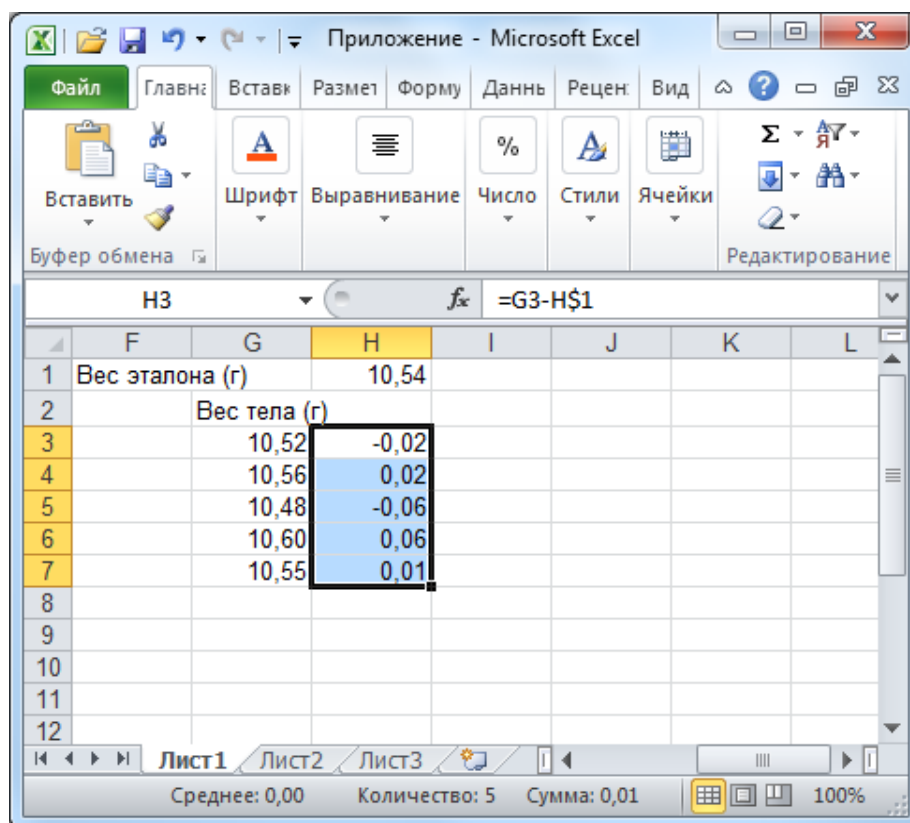 Приложение - Microsoft Excel
Файл Главна Вставк Размет Форму Даннь Рецен: Вид
Вставить Шрифт Выравнивание % Число Стили Ячейки Σ
Буфер обмена Редактирование
H3 fx =G3-H$1
F G H I J K L
1 Вес эталона (г) 10,54
2 Вес тела (г)
3 10,52 -0,02
4 10,56 0,02
5 10,48 -0,06
6 10,60 0,06
7 10,55 0,01
8
9
10
11
12
Лист1 Лист2 Лист3
Среднее: 0,00 Количество: 5 Сумма: 0,01 100%